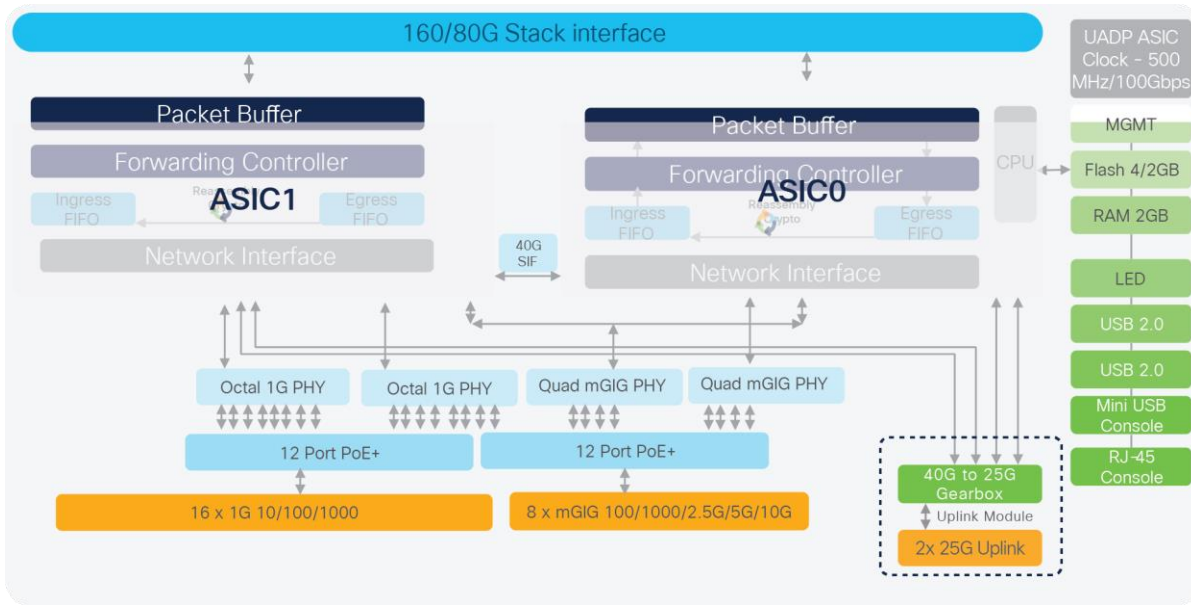 160/80G Stack interface
UADP ASIC
Clock - 500
MHz/100Gbps
Packet Buffer
Forwarding Controller
ASIC1
Ingress
FIFO
Egress
FIFO
Network Interface
40G
SIF
Packet Buffer
Forwarding Controller
ASIC0
Ingress
FIFO
Reassembly
Egress
FIFO
Network Interface
CPU
MGMT
Flash 4/2GB
RAM 2GB
LED
USB 2.0
USB 2.0
Mini USB
Console
RJ-45
Console
Octal 1G PHY
Octal 1G PHY
Quad mGIG PHY
Quad mGIG PHY
12 Port PoE+
12 Port PoE+
16 x 1G 10/100/1000
8 x mGIG 100/1000/2.5G/5G/10G
40G to 25G
Gearbox
Uplink Module
2x 25G Uplink